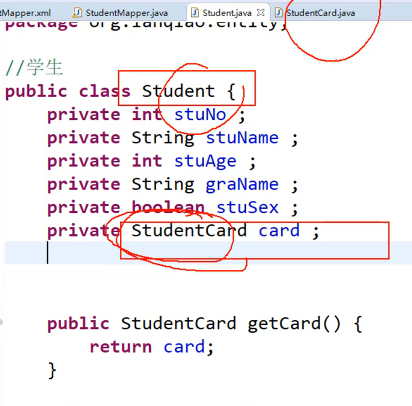 tMapper.xml StudentMapper.java Student.java StudentCard.java
package org.lanqiao.entity;
//学生
public class Student {
private int stuNo ;
private String stuName ;
private int stuAge ;
private String graName ;
private boolean stuSex ;
private StudentCard card ;
public StudentCard getCard() {
return card;
}